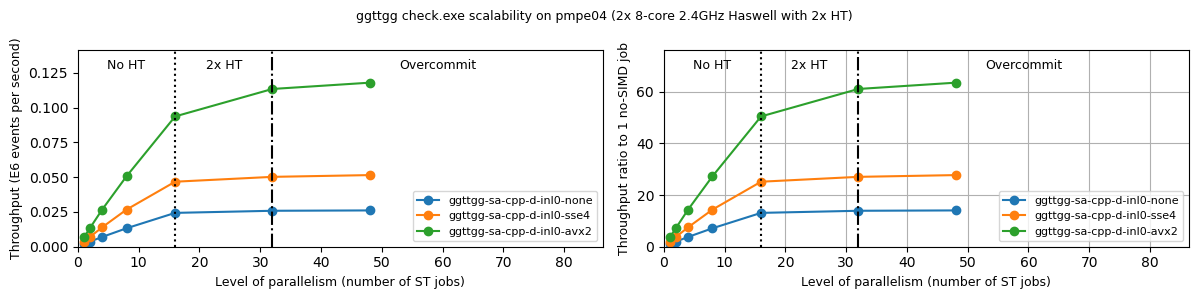 ggttgg check.exe scalability on pmpe04 (2x 8-core 2.4GHz Haswell with 2x HT)
Throughput (E6 events per second)
0.125
0.100
0.075
0.050
0.025
0.000
No HT
2x HT
Overcommit
ggttgg-sa-cpp-d-inl0-none
ggttgg-sa-cpp-d-inl0-sse4
ggttgg-sa-cpp-d-inl0-avx2
0 10 20 30 40 50 60 70 80
Level of parallelism (number of ST jobs)
Throughput ratio to 1 no-SIMD job
60
40
20
0
No HT
2x HT
Overcommit
ggttgg-sa-cpp-d-inl0-none
ggttgg-sa-cpp-d-inl0-sse4
ggttgg-sa-cpp-d-inl0-avx2
0 10 20 30 40 50 60 70 80
Level of parallelism (number of ST jobs)